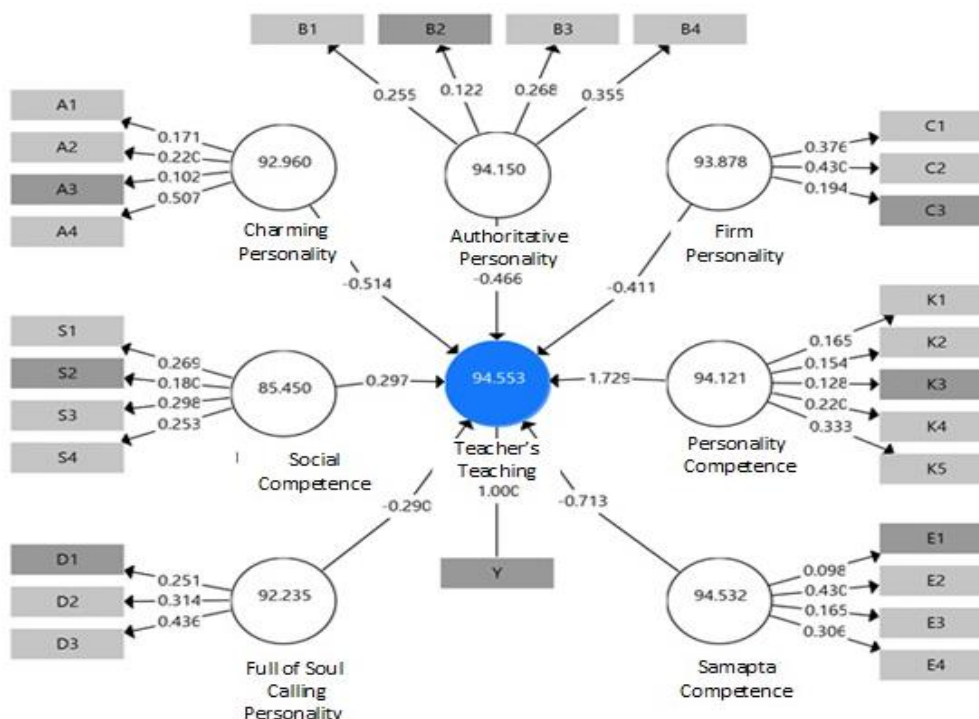 B1
B2
B3
B4
0.255
0.122
0.268
0.355
A1
A2
A3
A4
0.171
0.220
0.102
0.507
92.960
Charming
Personality
94.150
Authoritative
Personality
93.878
Firm
Personality
0.376
0.430
0.194
C1
C2
C3
-0.514
-0.466
-0.411
S1
S2
S3
S4
0.269
0.180
0.298
0.253
85.450
Social
Competence
0.297
94.553
Teacher's
Teaching
1.729
94.121
Personality
Competence
0.165
0.154
0.128
0.220
0.333
K1
K2
K3
K4
K5
-0.290
1.000
-0.713
Y
D1
D2
D3
0.251
0.314
0.436
92.235
Full of Soul
Calling
Personality
94.532
Samapta
Competence
0.098
0.430
0.165
0.306
E1
E2
E3
E4